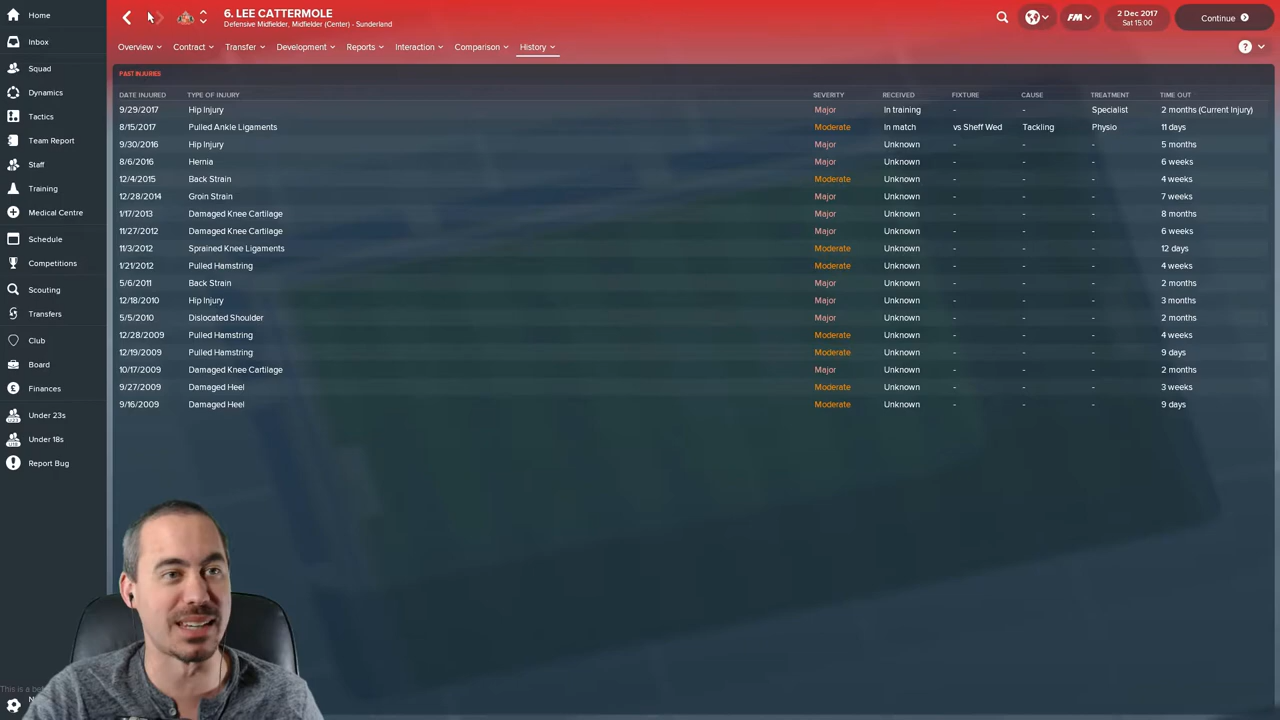 Home
Inbox
Squad
Dynamics
Tactics
Team Report
Staff
Training
Medical Centre
Schedule
Competitions
Scouting
Transfers
Club
Board
Finances
Under 23s
Under 18s
Report Bug
6. LEE CATTERMOLE
Defensive Midfielder, Midfielder (Center) - Sunderland
FM
2 Dec 2017
Sat 15:00
Continue
Overview Contract Transfer Development Reports Interaction Comparison History ?
PAST INJURIES
DATE INJURED TYPE OF INJURY SEVERITY RECEIVED FIXTURE CAUSE TREATMENT TIME OUT
9/29/2017 Hip Injury Major In training - - Specialist 2 months (Current Injury)
8/15/2017 Pulled Ankle Ligaments Moderate In match vs Sheff Wed Tackling Physio 11 days
9/30/2016 Hip Injury Major Unknown - - - 5 months
8/6/2016 Hernia Major Unknown - - - 6 weeks
12/4/2015 Back Strain Moderate Unknown - - - 4 weeks
12/28/2014 Groin Strain Major Unknown - - - 7 weeks
1/17/2013 Damaged Knee Cartilage Major Unknown - - - 8 months
11/27/2012 Damaged Knee Cartilage Major Unknown - - - 6 weeks
11/3/2012 Sprained Knee Ligaments Moderate Unknown - - - 12 days
1/21/2012 Pulled Hamstring Moderate Unknown - - - 4 weeks
5/6/2011 Back Strain Major Unknown - - - 2 months
12/18/2010 Hip Injury Major Unknown - - - 3 months
5/5/2010 Dislocated Shoulder Major Unknown - - - 2 months
12/28/2009 Pulled Hamstring Moderate Unknown - - - 4 weeks
12/19/2009 Pulled Hamstring Moderate Unknown - - - 9 days
10/17/2009 Damaged Knee Cartilage Major Unknown - - - 2 months
9/27/2009 Damaged Heel Moderate Unknown - - - 3 weeks
9/16/2009 Damaged Heel Moderate Unknown - - - 9 days
This is a